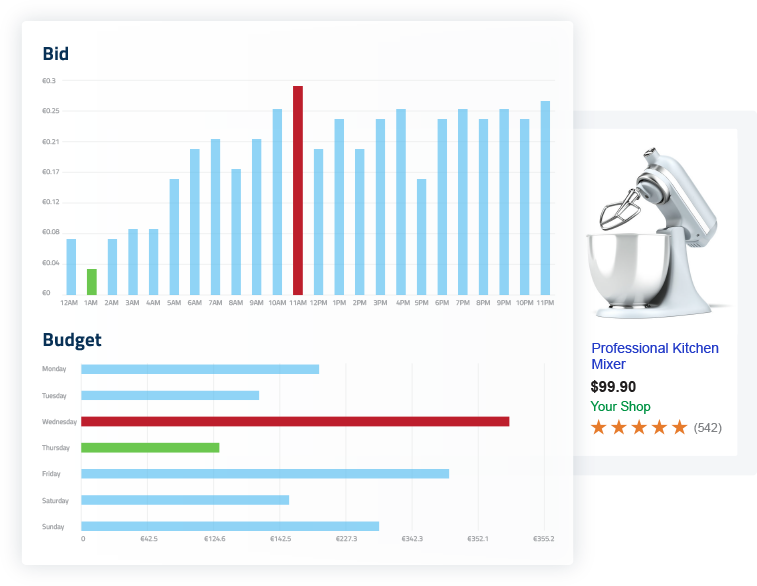 Bid
€0.3
€0.25
€0.21
€0.17
€0.12
€0.08
€0.04
€0
12AM 1AM 2AM 3AM 4AM 5AM 6AM 7AM 8AM 9AM 10AM 11AM 12PM 1PM 2PM 3PM 4PM 5PM 6PM 7PM 8PM 9PM 10PM 11PM
Budget
Monday
Tuesday
Wednesday
Thursday
Friday
Saturday
Sunday
0 €42.5 €124.6 €142.5 €227.3 €342.3 €352.1 €355.2
Professional Kitchen
Mixer
$99.90
Your Shop
(542)